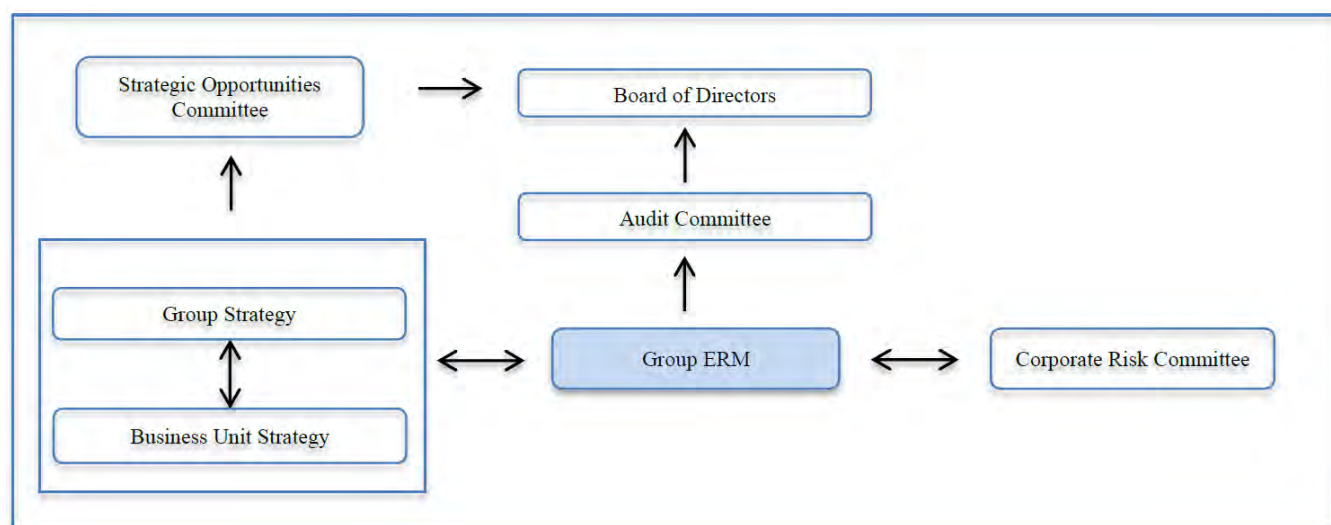 Strategic Opportunities
Committee
Board of Directors
Audit Committee
Group Strategy
Group ERM
Corporate Risk Committee
Business Unit Strategy